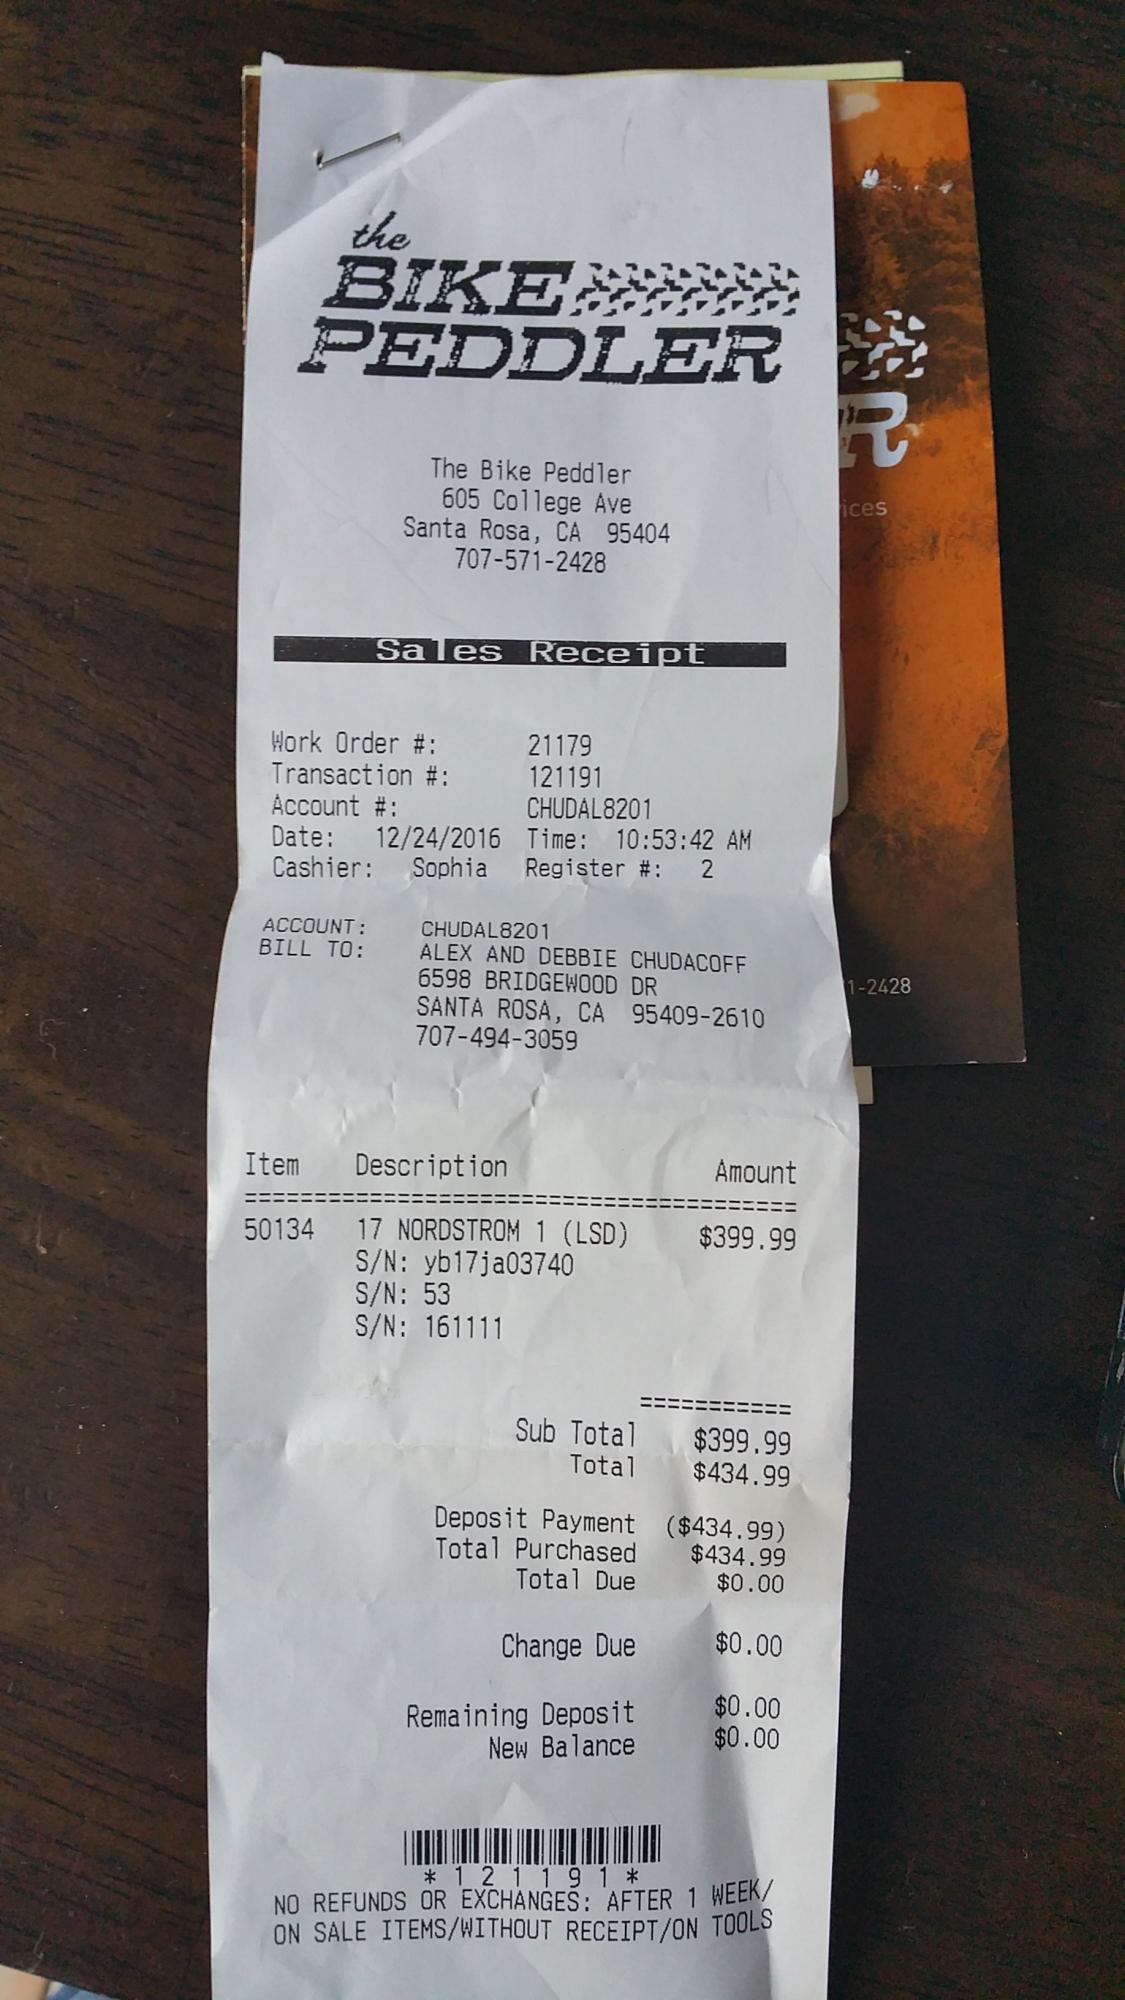 the
BIKE
PEDDLER
The Bike Peddler
605 College Ave
Santa Rosa, CA 95404
707-571-2428
Sales Receipt
Work Order #: 21179
Transaction #: 121191
Account #: CHUDAL8201
Date: 12/24/2016 Time: 10:53:42 AM
Cashier: Sophia Register #: 2
ACCOUNT: CHUDAL8201
BILL TO: ALEX AND DEBBIE CHUDACOFF
6598 BRIDGEWOOD DR
SANTA ROSA, CA 95409-2610
707-494-3059
Item Description Amount
========================================
50134 17 NORDSTROM 1 (LSD) $399.99
S/N: yb17ja03740
S/N: 53
S/N: 161111
===========
Sub Total $399.99
Total $434.99
Deposit Payment ($434.99)
Total Purchased $434.99
Total Due $0.00
Change Due $0.00
Remaining Deposit $0.00
New Balance $0.00
*121191*
NO REFUNDS OR EXCHANGES: AFTER 1 WEEK/
ON SALE ITEMS/WITHOUT RECEIPT/ON TOOLS
R
ices
1-2428